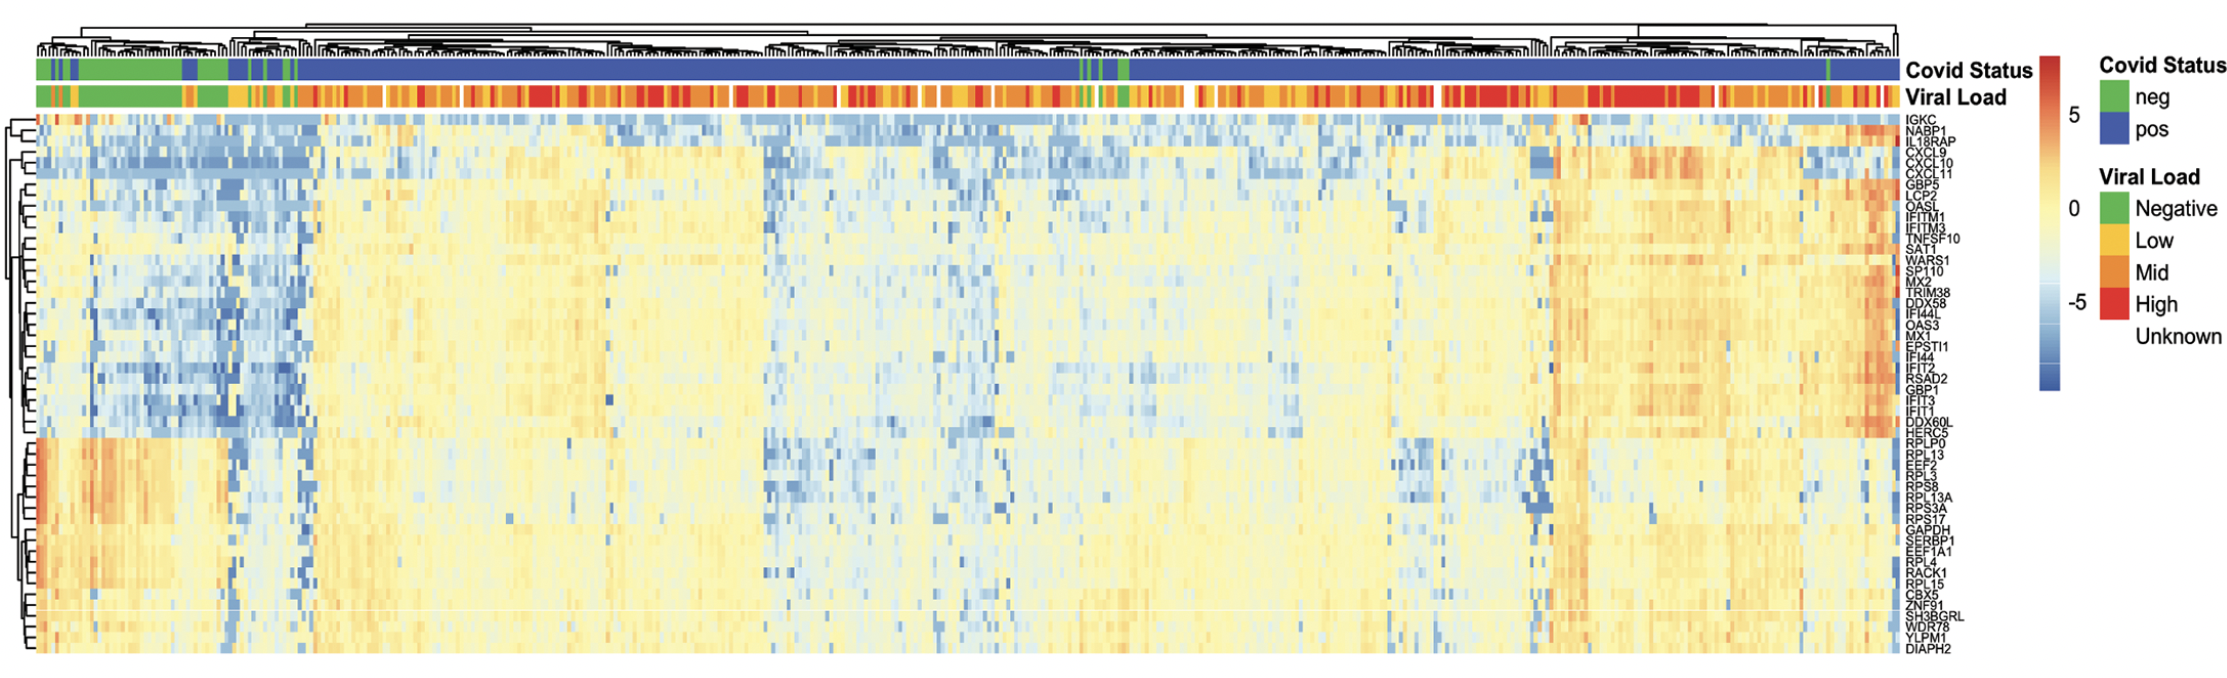 Covid Status
Viral Load
IGKC
NABP1
IL18RAP
CXCL9
CXCL10
CXCL11
GBP5
LCP2
OASL
IFITM1
IFITM3
TNFSF10
SAT1
WARS1
SP110
MX2
TRIM38
DDX58
IFI44L
OAS3
MX1
EPSTI1
IFI44
IFIT2
RSAD2
GBP1
IFIT3
IFIT1
DDX60L
HERC5
RPLP0
RPL13
EEF2
RPL3
RPS8
RPL13A
RPS3A
RPS17
GAPDH
SERBP1
EEF1A1
RPL4
RACK1
RPL15
CBX5
ZNF91
SH3BGRL
WDR78
YLPM1
DIAPH2
5
0
-5
Covid Status
neg
pos
Viral Load
Negative
Low
Mid
High
Unknown